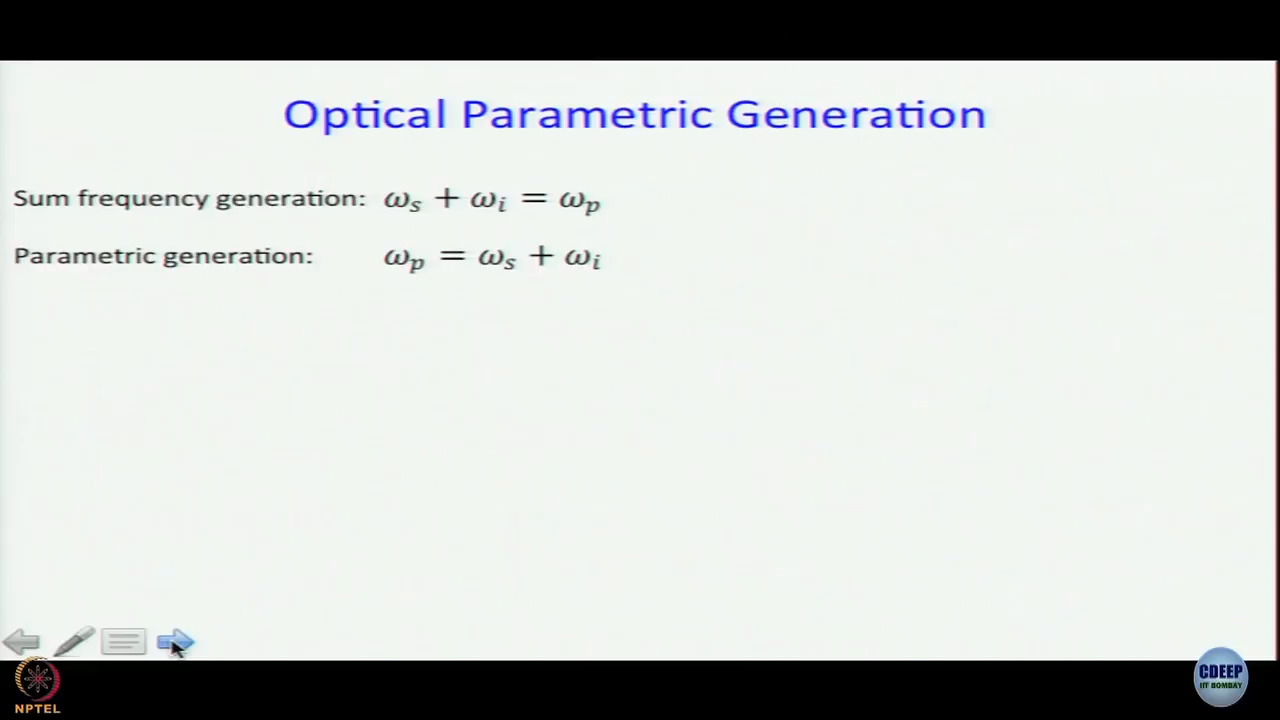 Optical Parametric Generation
Sum frequency generation: ωₛ + ωᵢ = ωₚ
Parametric generation: ωₚ = ωₛ + ωᵢ
NPTEL
CDEEP
IIT BOMBAY